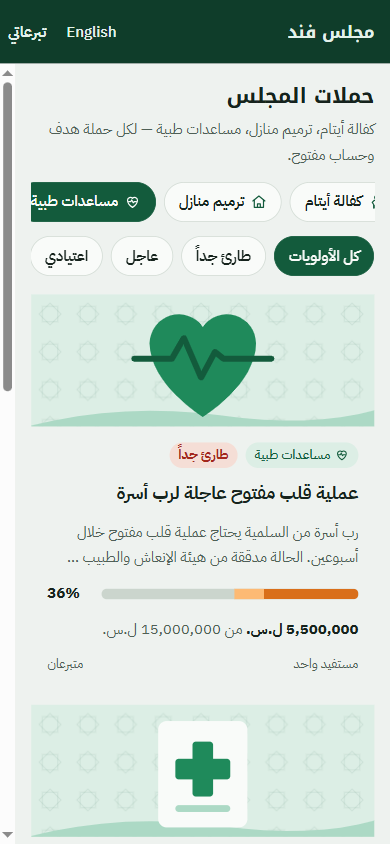 مجلس فند
English
تبرعاتي
حملات المجلس
كفالة أيتام، ترميم منازل، مساعدات طبية — لكل حملة هدف
وحساب مفتوح.
كفالة أيتام
ترميم منازل
مساعدات طبية
كل الأولويات
طارئ جداً
عاجل
اعتيادي
مساعدات طبية
طارئ جداً
عملية قلب مفتوح عاجلة لرب أسرة
رب أسرة من السلمية يحتاج عملية قلب مفتوح خلال
أسبوعين. الحالة مدققة من هيئة الإنعاش والطبيب ...
36%
5,500,000 ل.س. من 15,000,000 ل.س.
مستفيد واحد
متبرعان